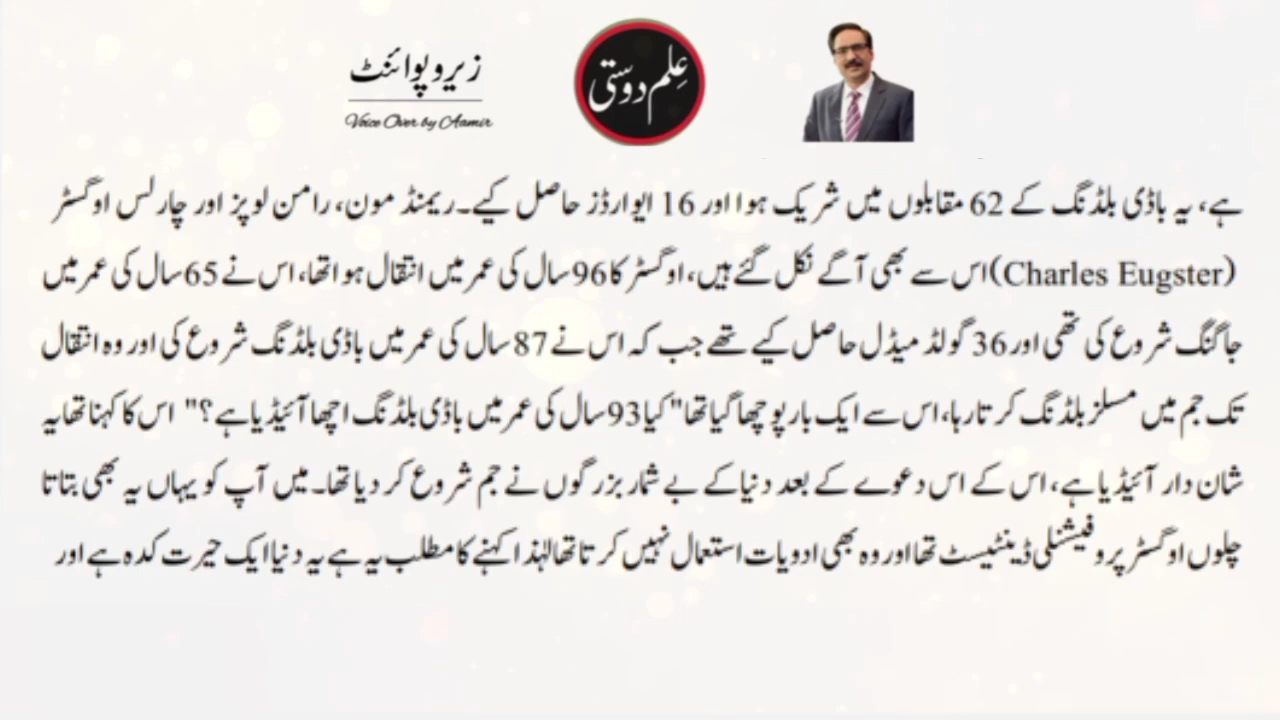 زیرو پوائنٹ
Voice Over by Aamir
علم دوستی
ہے، یہ باڈی بلڈنگ کے 62 مقابلوں میں شریک ہوا اور 16 ایوارڈز حاصل کیے۔ ریمنڈ مون، رامن لوپز اور چارلس اوگسٹر
(Charles Eugster) اس سے بھی آگے نکل گئے ہیں، اوگسٹر کا 96 سال کی عمر میں انتقال ہوا تھا، اس نے 65 سال کی عمر میں
جاگنگ شروع کی تھی اور 36 گولڈ میڈل حاصل کیے تھے جب کہ اس نے 87 سال کی عمر میں باڈی بلڈنگ شروع کی اور وہ انتقال
تک جم میں مسلز بلڈنگ کرتا رہا، اس سے ایک بار پوچھا گیا تھا "کیا 93 سال کی عمر میں باڈی بلڈنگ اچھا آئیڈیا ہے؟" اس کا کہنا تھا یہ
شان دار آئیڈیا ہے، اس کے اس دعوے کے بعد دنیا کے بے شمار بزرگوں نے جم شروع کر دیا تھا۔ میں آپ کو یہاں یہ بھی بتاتا
چلوں اوگسٹر پروفیشنلی ڈینٹیسٹ تھا اور وہ بھی ادویات استعمال نہیں کرتا تھا لہٰذا کہنے کا مطلب یہ ہے یہ دنیا ایک حیرت کدہ ہے اور